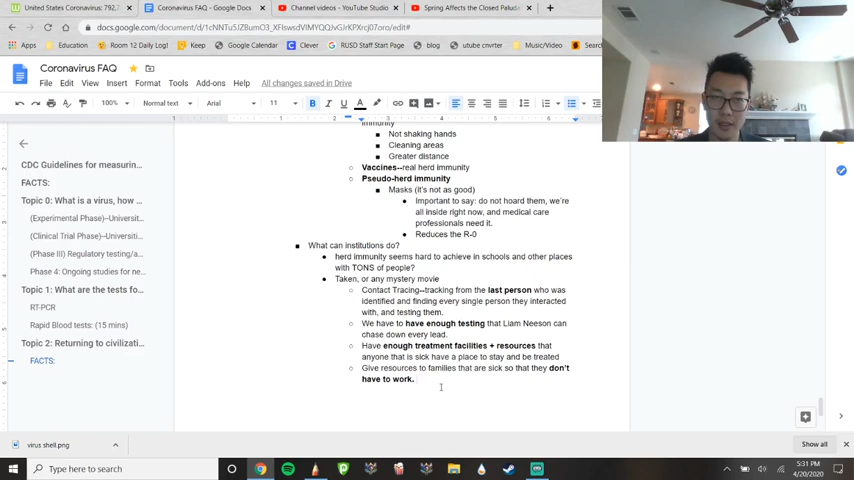 United States Coronavirus: 792,7
Coronavirus FAQ - Google Docs
Channel videos - YouTube Studio
Spring Affects the Closed Palud
docs.google.com/document/d/1cNNTu5JZBumO3_XFIswsdVIMYQQJvGJrKPXrcj07oro/edit#
Apps
Education
Room 12 Daily Log!
Keep
Google Calendar
Clever
RUSD Staff Start Page
blog
utube cnvrter
Music/Video
Search
Coronavirus FAQ
File Edit View Insert Format Tools Add-ons Help
All changes saved in Drive
100%
Normal text
Arial
11
CDC Guidelines for measurin...
FACTS:
Topic 0: What is a virus, how ...
(Experimental Phase)--Universit...
(Clinical Trial Phase)--Universiti...
(Phase III) Regulatory testing/a...
Phase 4: Ongoing studies for ne...
Topic 1: What are the tests fo...
RT-PCR
Rapid Blood tests: (15 mins)
Topic 2: Returning to civilizati...
FACTS:
immunity
Not shaking hands
Cleaning areas
Greater distance
Vaccines--real herd immunity
Pseudo-herd immunity
Masks (it's not as good)
Important to say: do not hoard them, we're
all inside right now, and medical care
professionals need it.
Reduces the R-0
What can institutions do?
herd immunity seems hard to achieve in schools and other places
with TONS of people?
Taken, or any mystery movie
Contact Tracing--tracking from the last person who was
identified and finding every single person they interacted
with, and testing them.
We have to have enough testing that Liam Neeson can
chase down every lead.
Have enough treatment facilities + resources that
anyone that is sick have a place to stay and be treated
Give resources to families that are sick so that they don't
have to work.
virus shell.png
Show all
Type here to search
5:31 PM
4/20/2020